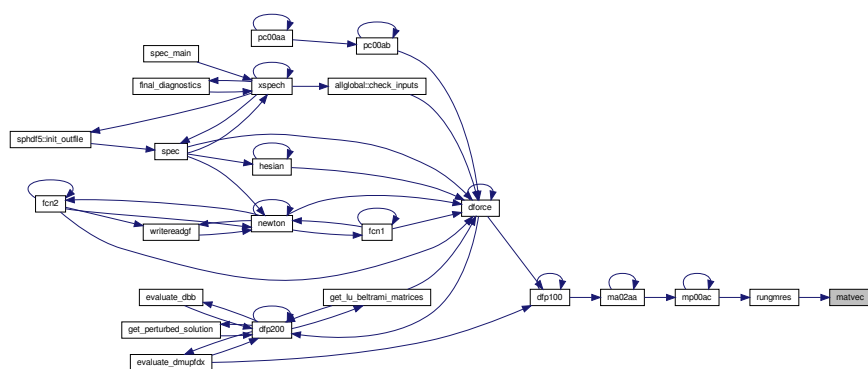 pc00aa
pc00ab
spec_main
final_diagnostics
xspech
allglobal::check_inputs
sphdf5::init_outfile
spec
hesian
fcn2
newton
writereadgf
fcn1
dforce
evaluate_dbb
get_lu_beltrami_matrices
dfp200
get_perturbed_solution
evaluate_dmupfdx
dfp100
ma02aa
mp00ac
rungmres
matvec